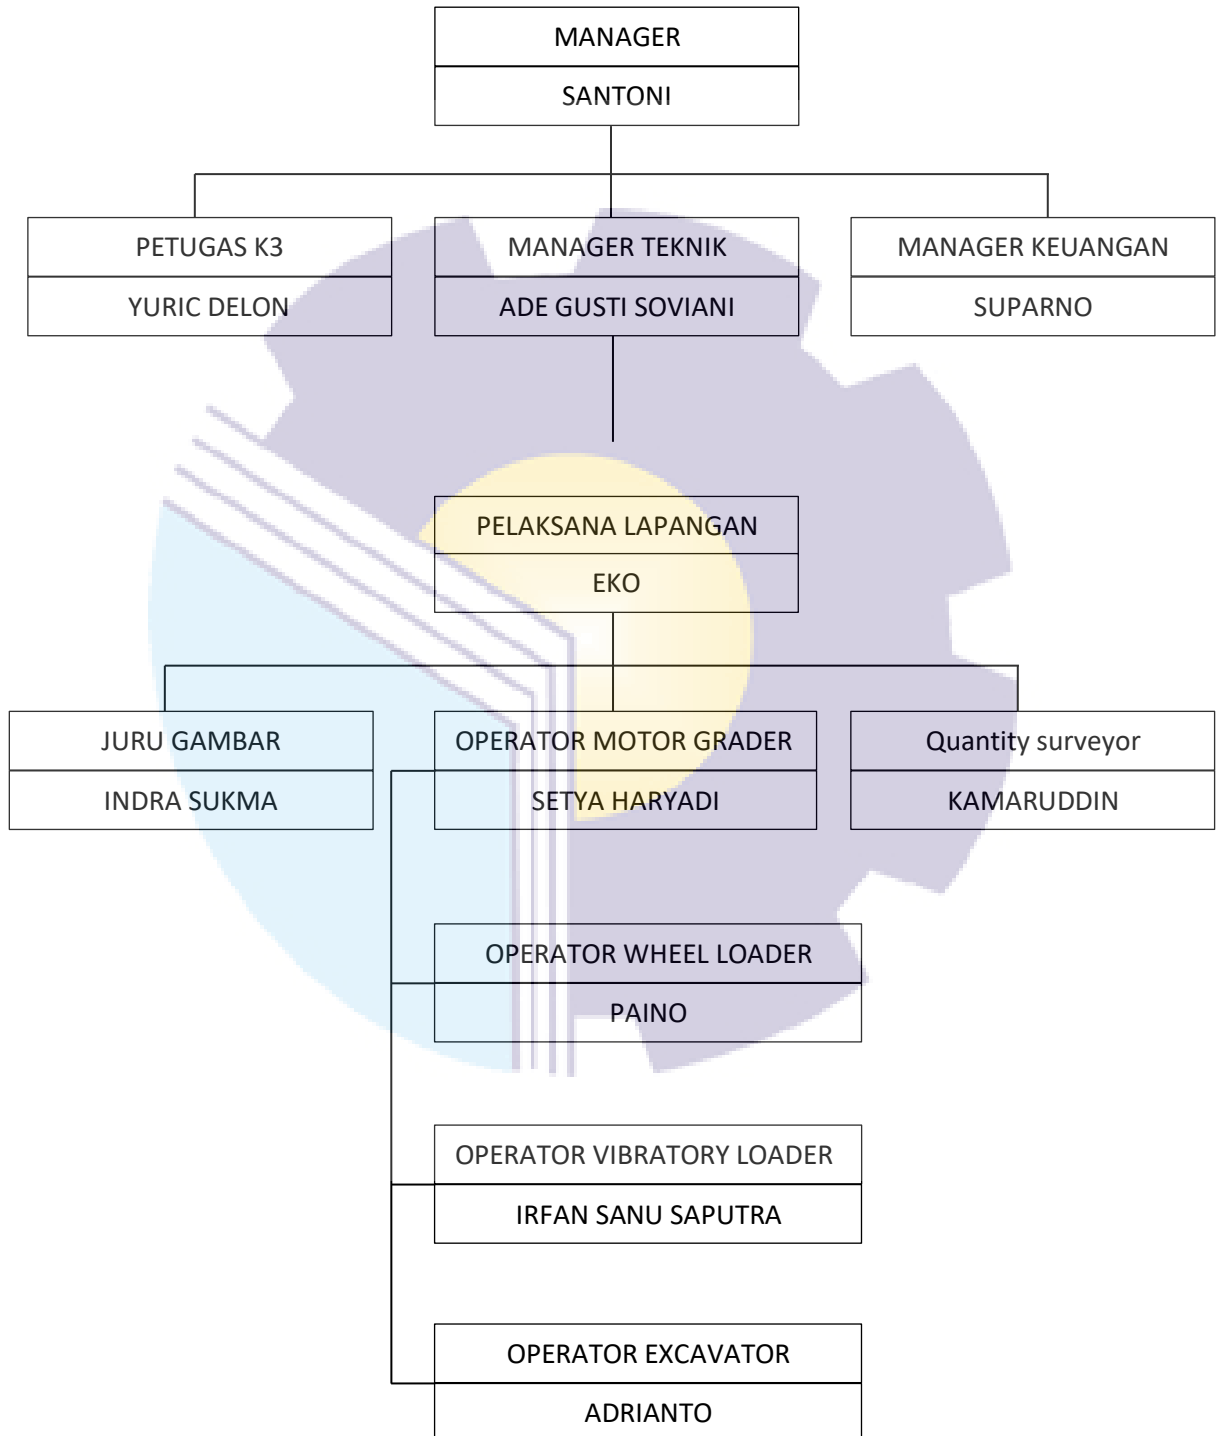 MANAGER
SANTONI
PETUGAS K3
YURIC DELON
MANAGER TEKNIK
ADE GUSTI SOVIANI
MANAGER KEUANGAN
SUPARNO
PELAKSANA LAPANGAN
EKO
JURU GAMBAR
INDRA SUKMA
OPERATOR MOTOR GRADER
SETYA HARYADI
Quantity surveyor
KAMARUDDIN
OPERATOR WHEEL LOADER
PAINO
OPERATOR VIBRATORY LOADER
IRFAN SANU SAPUTRA
OPERATOR EXCAVATOR
ADRIANTO